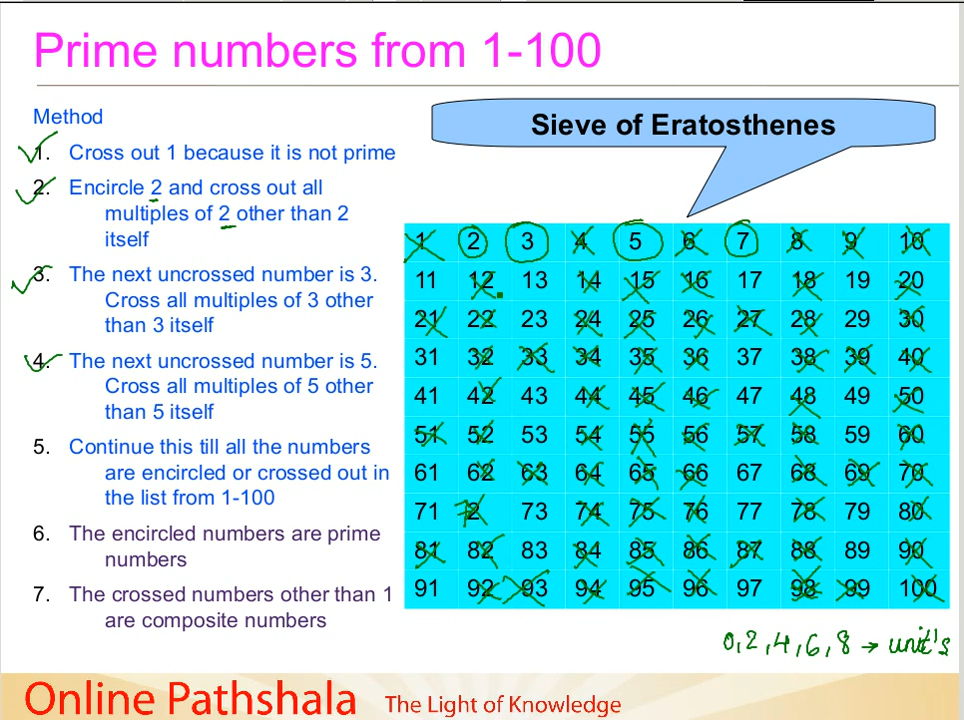 Prime numbers from 1-100
Method
1. Cross out 1 because it is not prime
2. Encircle 2 and cross out all
multiples of 2 other than 2
itself
3. The next uncrossed number is 3.
Cross all multiples of 3 other
than 3 itself
4. The next uncrossed number is 5.
Cross all multiples of 5 other
than 5 itself
5. Continue this till all the numbers
are encircled or crossed out in
the list from 1-100
6. The encircled numbers are prime
numbers
7. The crossed numbers other than 1
are composite numbers
Sieve of Eratosthenes
1 2 3 4 5 6 7 8 9 10
11 12 13 14 15 16 17 18 19 20
21 22 23 24 25 26 27 28 29 30
31 32 33 34 35 36 37 38 39 40
41 42 43 44 45 46 47 48 49 50
51 52 53 54 55 56 57 58 59 60
61 62 63 64 65 66 67 68 69 70
71 72 73 74 75 76 77 78 79 80
81 82 83 84 85 86 87 88 89 90
91 92 93 94 95 96 97 98 99 100
0,2,4,6,8 → unit's
Online Pathshala The Light of Knowledge